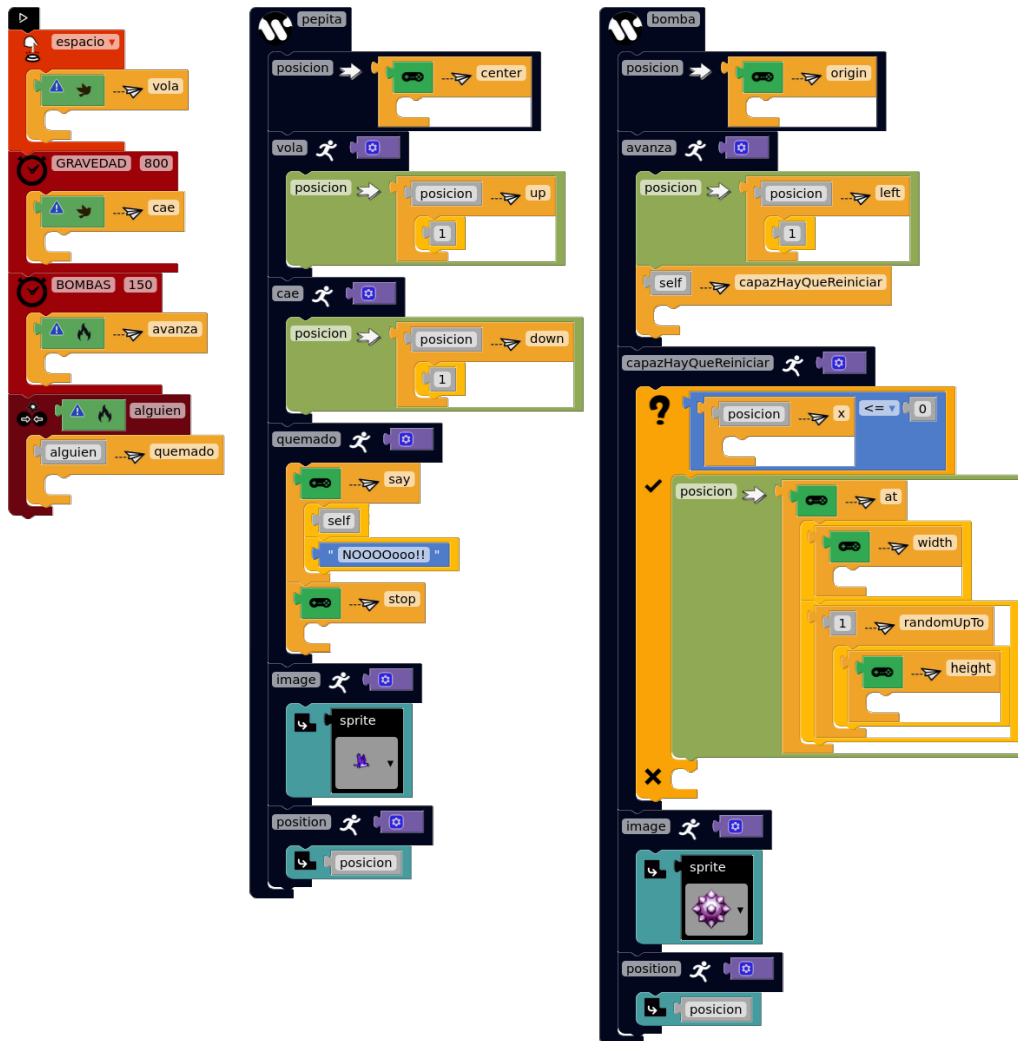 espacio
vola
GRAVEDAD 800
cae
BOMBAS 150
avanza
alguien
alguien quemado
pepita
posicion center
vola
posicion posicion up
1
cae
posicion posicion down
1
quemado
say
self
" NOOOOooo!! "
stop
image
sprite
position
posicion
bomba
posicion origin
avanza
posicion posicion left
1
self capazHayQueReiniciar
capazHayQueReiniciar
posicion x <= 0
posicion at
width
1 randomUpTo
height
image
sprite
position
posicion